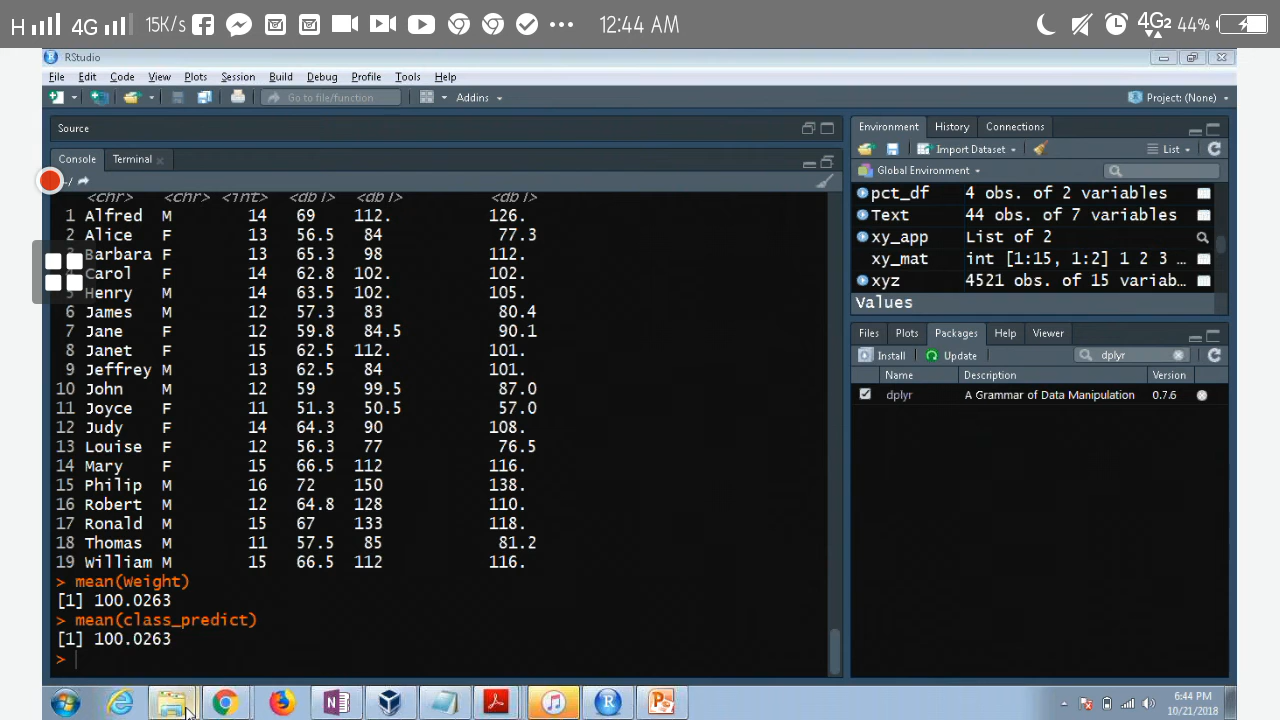 H 4G 15K/s 12:44 AM 4G2 44%
RStudio
File Edit Code View Plots Session Build Debug Profile Tools Help
Go to file/function Addins Project: (None)
Source
Console Terminal
~/
<chr> <chr> <int> <dbl> <dbl> <dbl>
1 Alfred M 14 69 112. 126.
2 Alice F 13 56.5 84 77.3
3 Barbara F 13 65.3 98 112.
Carol F 14 62.8 102. 102.
5 Henry M 14 63.5 102. 105.
6 James M 12 57.3 83 80.4
7 Jane F 12 59.8 84.5 90.1
8 Janet F 15 62.5 112. 101.
9 Jeffrey M 13 62.5 84 101.
10 John M 12 59 99.5 87.0
11 Joyce F 11 51.3 50.5 57.0
12 Judy F 14 64.3 90 108.
13 Louise F 12 56.3 77 76.5
14 Mary F 15 66.5 112 116.
15 Philip M 16 72 150 138.
16 Robert M 12 64.8 128 110.
17 Ronald M 15 67 133 118.
18 Thomas M 11 57.5 85 81.2
19 William M 15 66.5 112 116.
> mean(Weight)
[1] 100.0263
> mean(class_predict)
[1] 100.0263
>
Environment History Connections
Import Dataset List
Global Environment
pct_df 4 obs. of 2 variables
Text 44 obs. of 7 variables
xy_app List of 2
xy_mat int [1:15, 1:2] 1 2 3 …
xyz 4521 obs. of 15 variab…
Values
Files Plots Packages Help Viewer
Install Update dplyr
Name Description Version
dplyr A Grammar of Data Manipulation 0.7.6
6:44 PM
10/21/2018